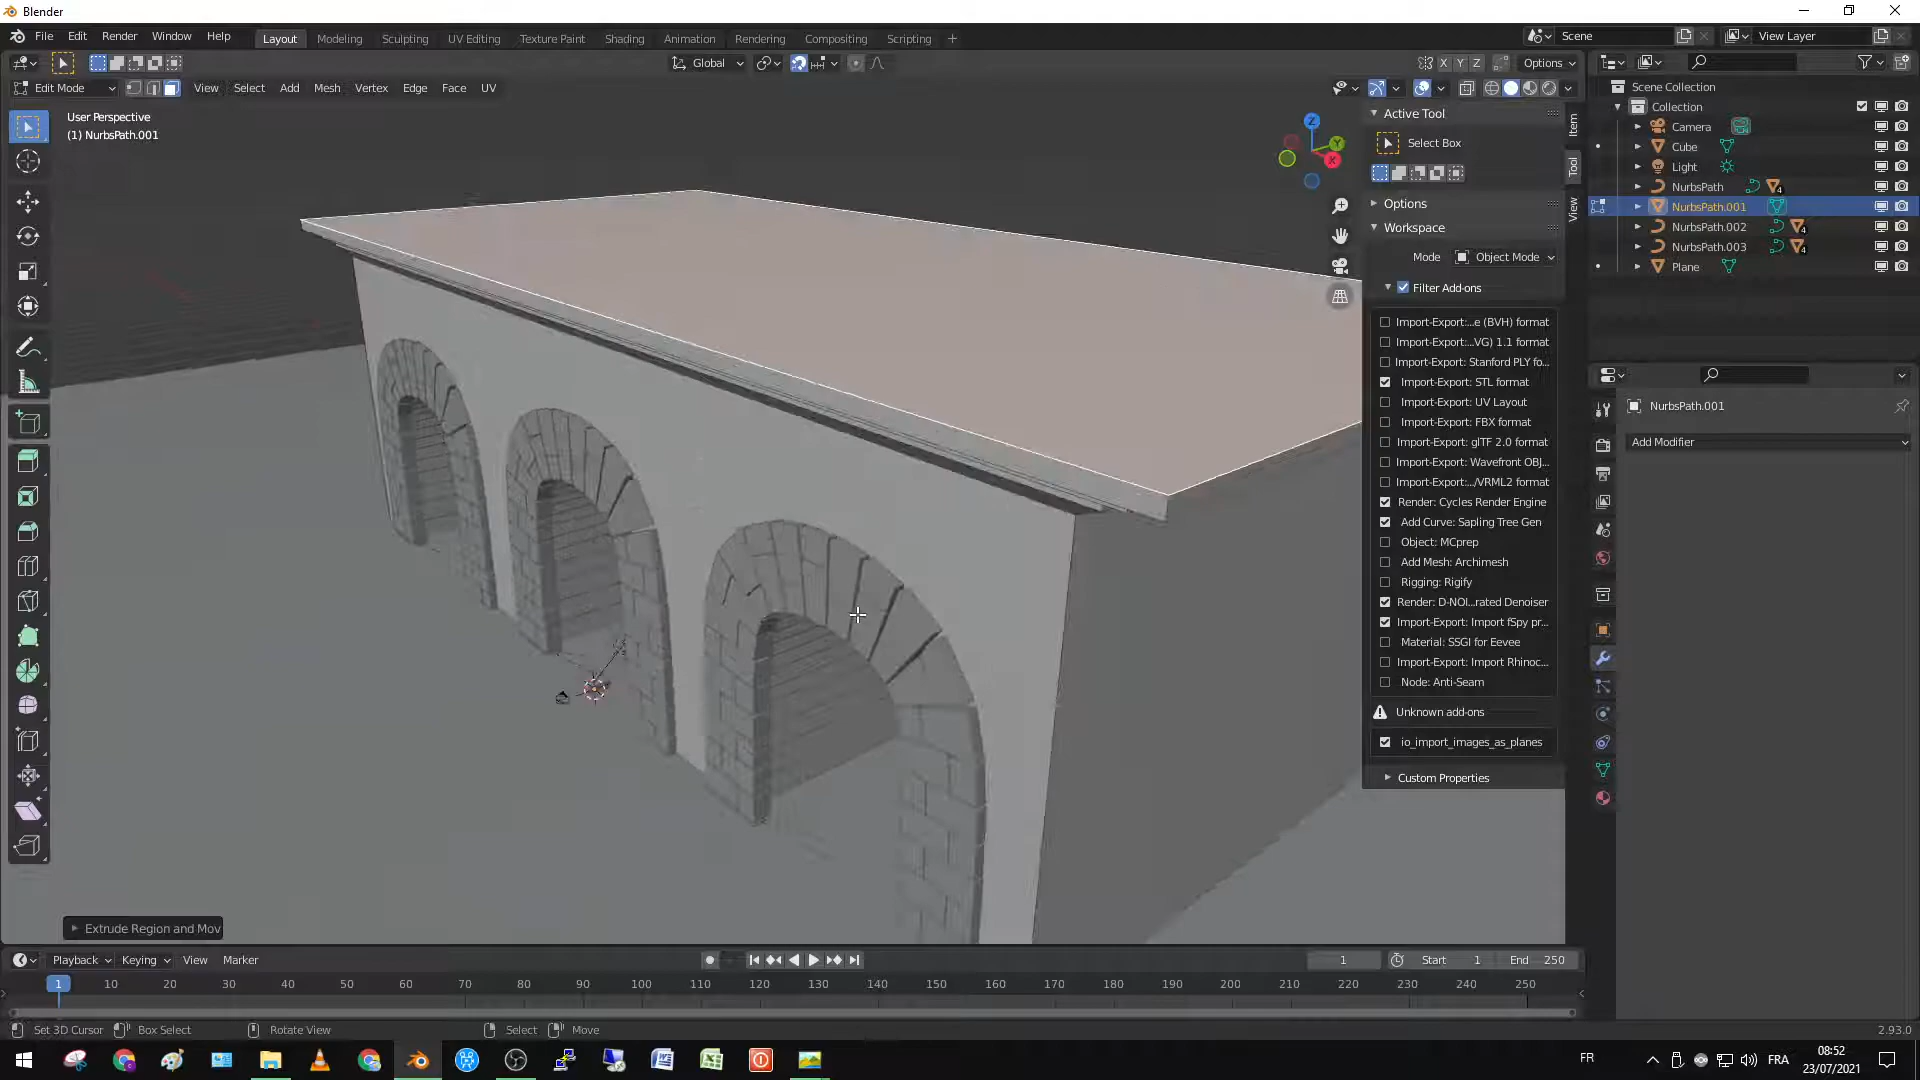 Blender
File Edit Render Window Help
Layout Modeling Sculpting UV Editing Texture Paint Shading Animation Rendering Compositing Scripting +
Scene
View Layer
Global
X Y Z Options
Edit Mode View Select Add Mesh Vertex Edge Face UV
User Perspective
(1) NurbsPath.001
Z
Y
X
Active Tool
Select Box
Options
Workspace
Mode Object Mode
Filter Add-ons
Import-Export:...e (BVH) format
Import-Export:...VG) 1.1 format
Import-Export: Stanford PLY fo...
Import-Export: STL format
Import-Export: UV Layout
Import-Export: FBX format
Import-Export: glTF 2.0 format
Import-Export: Wavefront OBJ...
Import-Export:.../VRML2 format
Render: Cycles Render Engine
Add Curve: Sapling Tree Gen
Object: MCprep
Add Mesh: Archimesh
Rigging: Rigify
Render: D-NOI...rated Denoiser
Import-Export: Import fSpy pr...
Material: SSGI for Eevee
Import-Export: Import Rhinoc...
Node: Anti-Seam
Unknown add-ons
io_import_images_as_planes
Custom Properties
Item
Tool
View
Scene Collection
Collection
Camera
Cube
Light
NurbsPath 4
NurbsPath.001
NurbsPath.002 4
NurbsPath.003 4
Plane
NurbsPath.001
Add Modifier
Extrude Region and Mov
Playback Keying View Marker
1 Start 1 End 250
1 10 20 30 40 50 60 70 80 90 100 110 120 130 140 150 160 170 180 190 200 210 220 230 240 250
Set 3D Cursor Box Select Rotate View Select Move
2.93.0
FR
FRA
08:52
23/07/2021